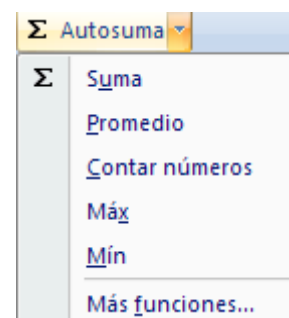 Σ Autosuma
Σ Suma
Promedio
Contar números
Máx
Mín
Más funciones...